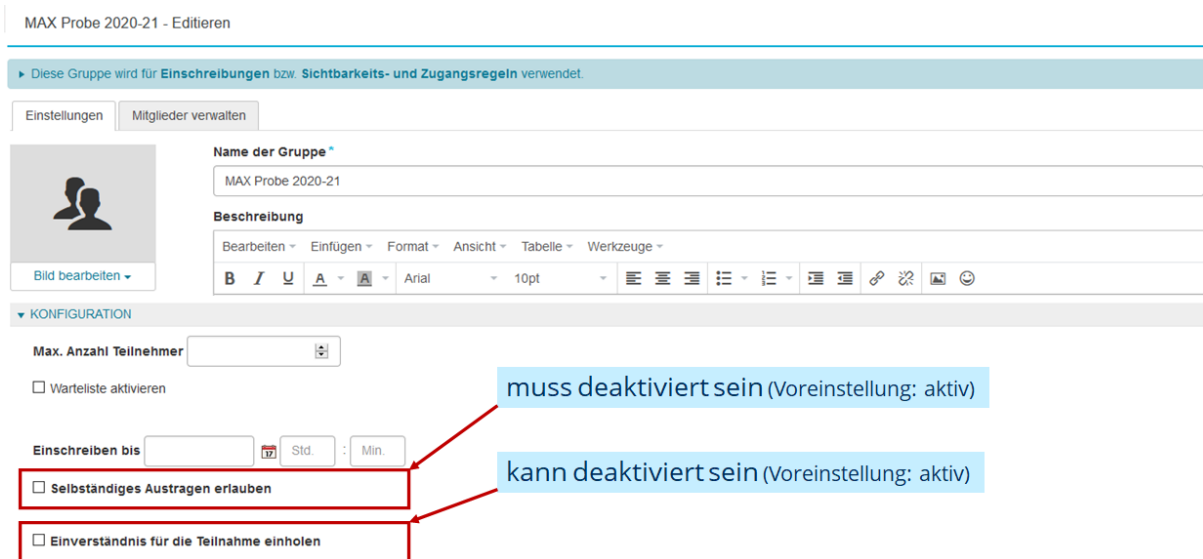 MAX Probe 2020-21 - Editieren
Diese Gruppe wird für Einschreibungen bzw. Sichtbarkeits- und Zugangsregeln verwendet.
Einstellungen Mitglieder verwalten
Name der Gruppe*
MAX Probe 2020-21
Beschreibung
Bearbeiten Einfügen Format Ansicht Tabelle Werkzeuge
Bild bearbeiten
B I U A A Arial 10pt
KONFIGURATION
Max. Anzahl Teilnehmer
Warteliste aktivieren
muss deaktiviert sein (Voreinstellung: aktiv)
Einschreiben bis 17 Std. : Min.
kann deaktiviert sein (Voreinstellung: aktiv)
Selbständiges Austragen erlauben
Einverständnis für die Teilnahme einholen